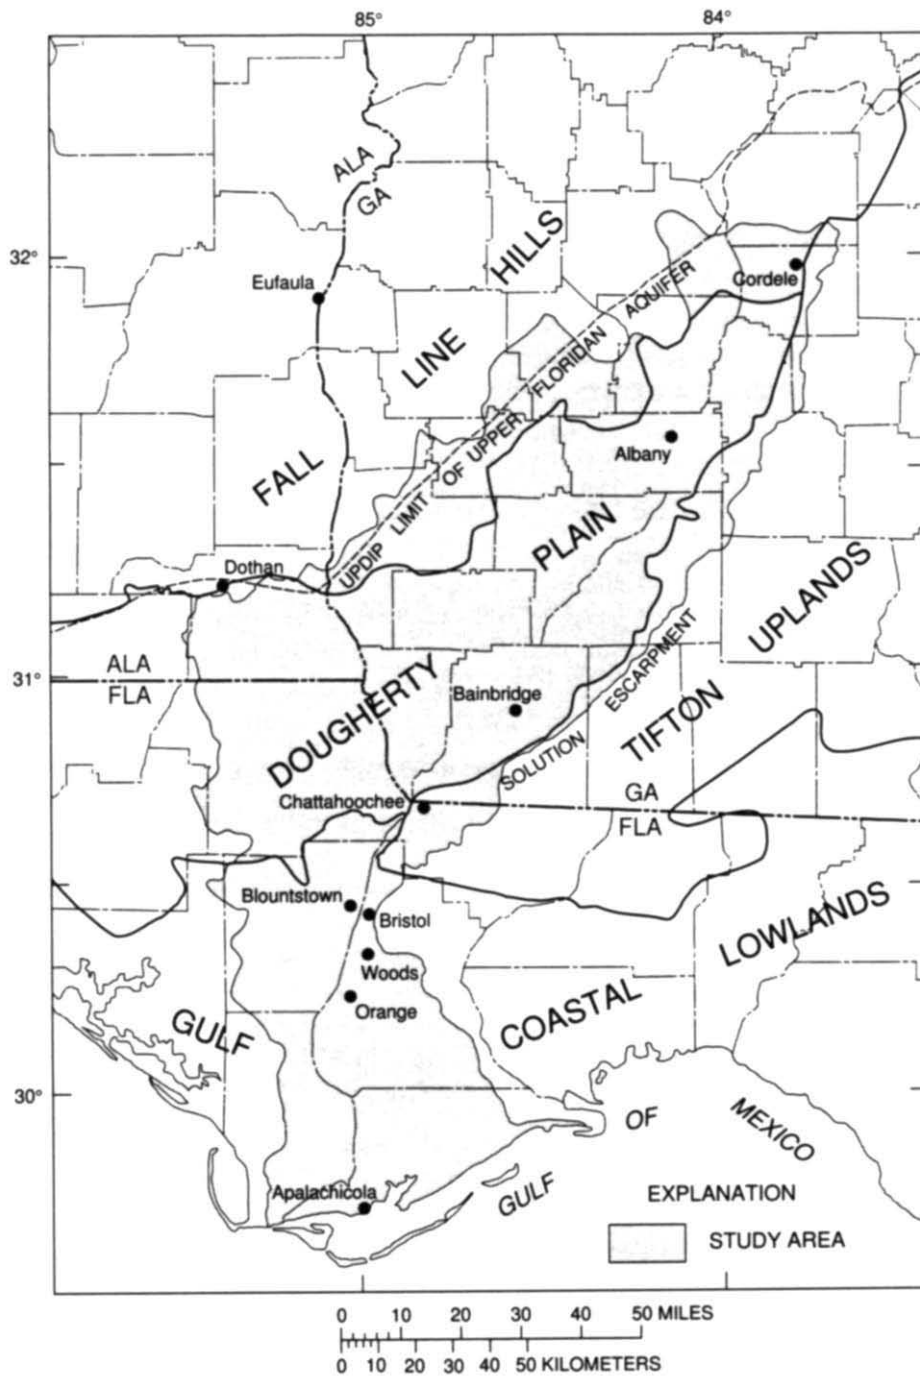 85°
84°
ALA
GA
HILLS
32°
Cordele
Eufaula
LINE
UPDIP LIMIT OF UPPER FLORIDAN AQUIFER
Albany
FALL
PLAIN
Dothan
UPLANDS
ALA
FLA
31°
ESCARPMENT
SOLUTION
Bainbridge
DOUGHERTY
TIFTON
Chattahoochee
GA
FLA
Blountstown
Bristol
LOWLANDS
Woods
Orange
COASTAL
GULF
30°
GULF OF MEXICO
Apalachicola
EXPLANATION
STUDY AREA
0 10 20 30 40 50 MILES
0 10 20 30 40 50 KILOMETERS